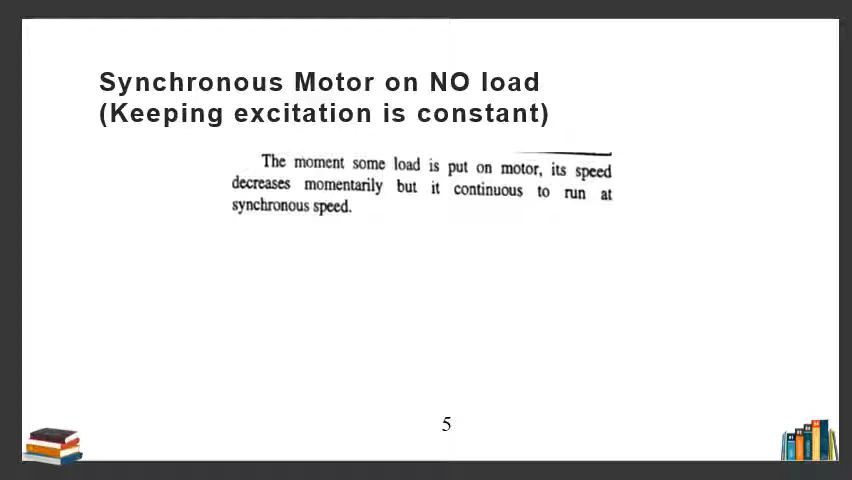 Synchronous Motor on NO load
(Keeping excitation is constant)
The moment some load is put on motor, its speed
decreases momentarily but it continuous to run at
synchronous speed.
5